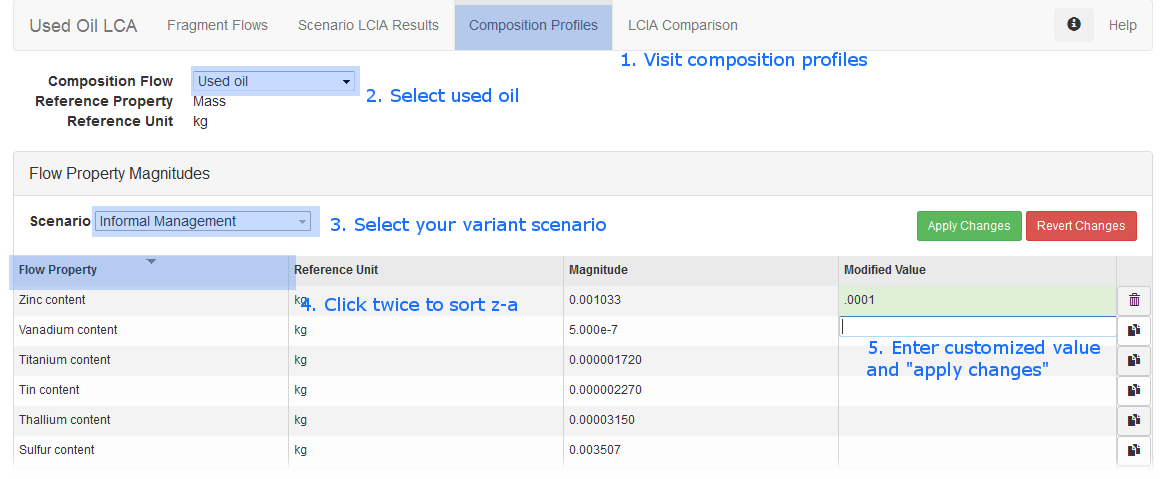 Used Oil LCA Fragment Flows Scenario LCIA Results Composition Profiles LCIA Comparison Help
1. Visit composition profiles
Composition Flow Used oil
2. Select used oil
Reference Property Mass
Reference Unit kg
Flow Property Magnitudes
Scenario Informal Management
3. Select your variant scenario
Apply Changes Revert Changes
Flow Property Reference Unit Magnitude Modified Value
Zinc content kg 0.001033 .0001
4. Click twice to sort z-a
Vanadium content kg 5.000e-7
5. Enter customized value
and "apply changes"
Titanium content kg 0.000001720
Tin content kg 0.000002270
Thallium content kg 0.00003150
Sulfur content kg 0.003507